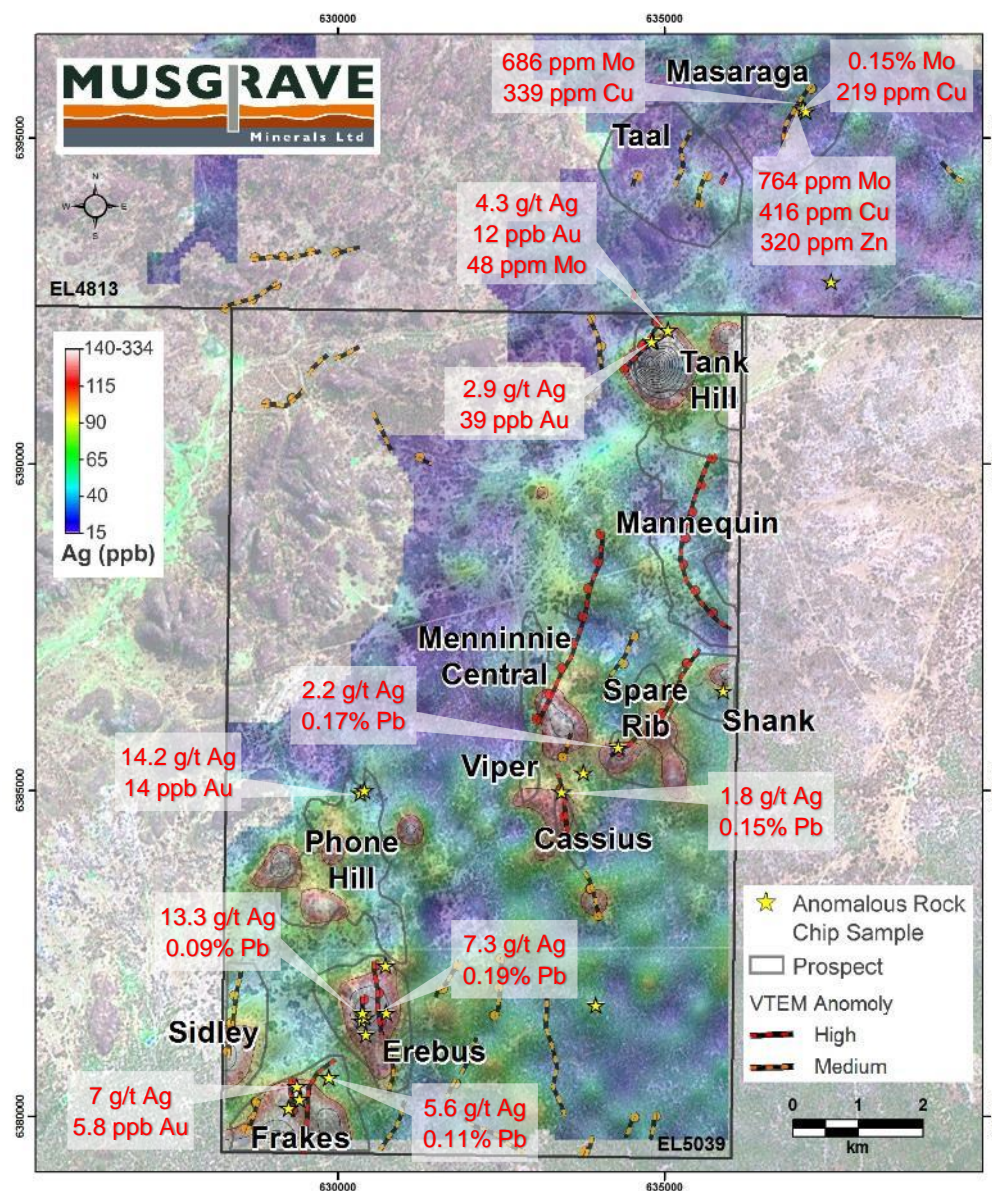 630000
635000
MUSGRAVE
Minerals Ltd
686 ppm Mo
339 ppm Cu
Masaraga
0.15% Mo
219 ppm Cu
6395000
6395000
Taal
764 ppm Mo
416 ppm Cu
320 ppm Zn
N
W
E
S
4.3 g/t Ag
12 ppb Au
48 ppm Mo
EL4813
140-334
115
90
65
40
15
Ag (ppb)
Tank
Hill
2.9 g/t Ag
39 ppb Au
6390000
6390000
Mannequin
Menninnie
Central
2.2 g/t Ag
0.17% Pb
Spare
Rib
Shank
14.2 g/t Ag
14 ppb Au
Viper
6385000
6385000
1.8 g/t Ag
0.15% Pb
Cassius
Phone
Hill
Anomalous Rock
Chip Sample
Prospect
VTEM Anomoly
High
Medium
13.3 g/t Ag
0.09% Pb
7.3 g/t Ag
0.19% Pb
Sidley
Erebus
7 g/t Ag
5.8 ppb Au
5.6 g/t Ag
0.11% Pb
Frakes
6380000
6380000
0 1 2
km
EL5039
630000
635000